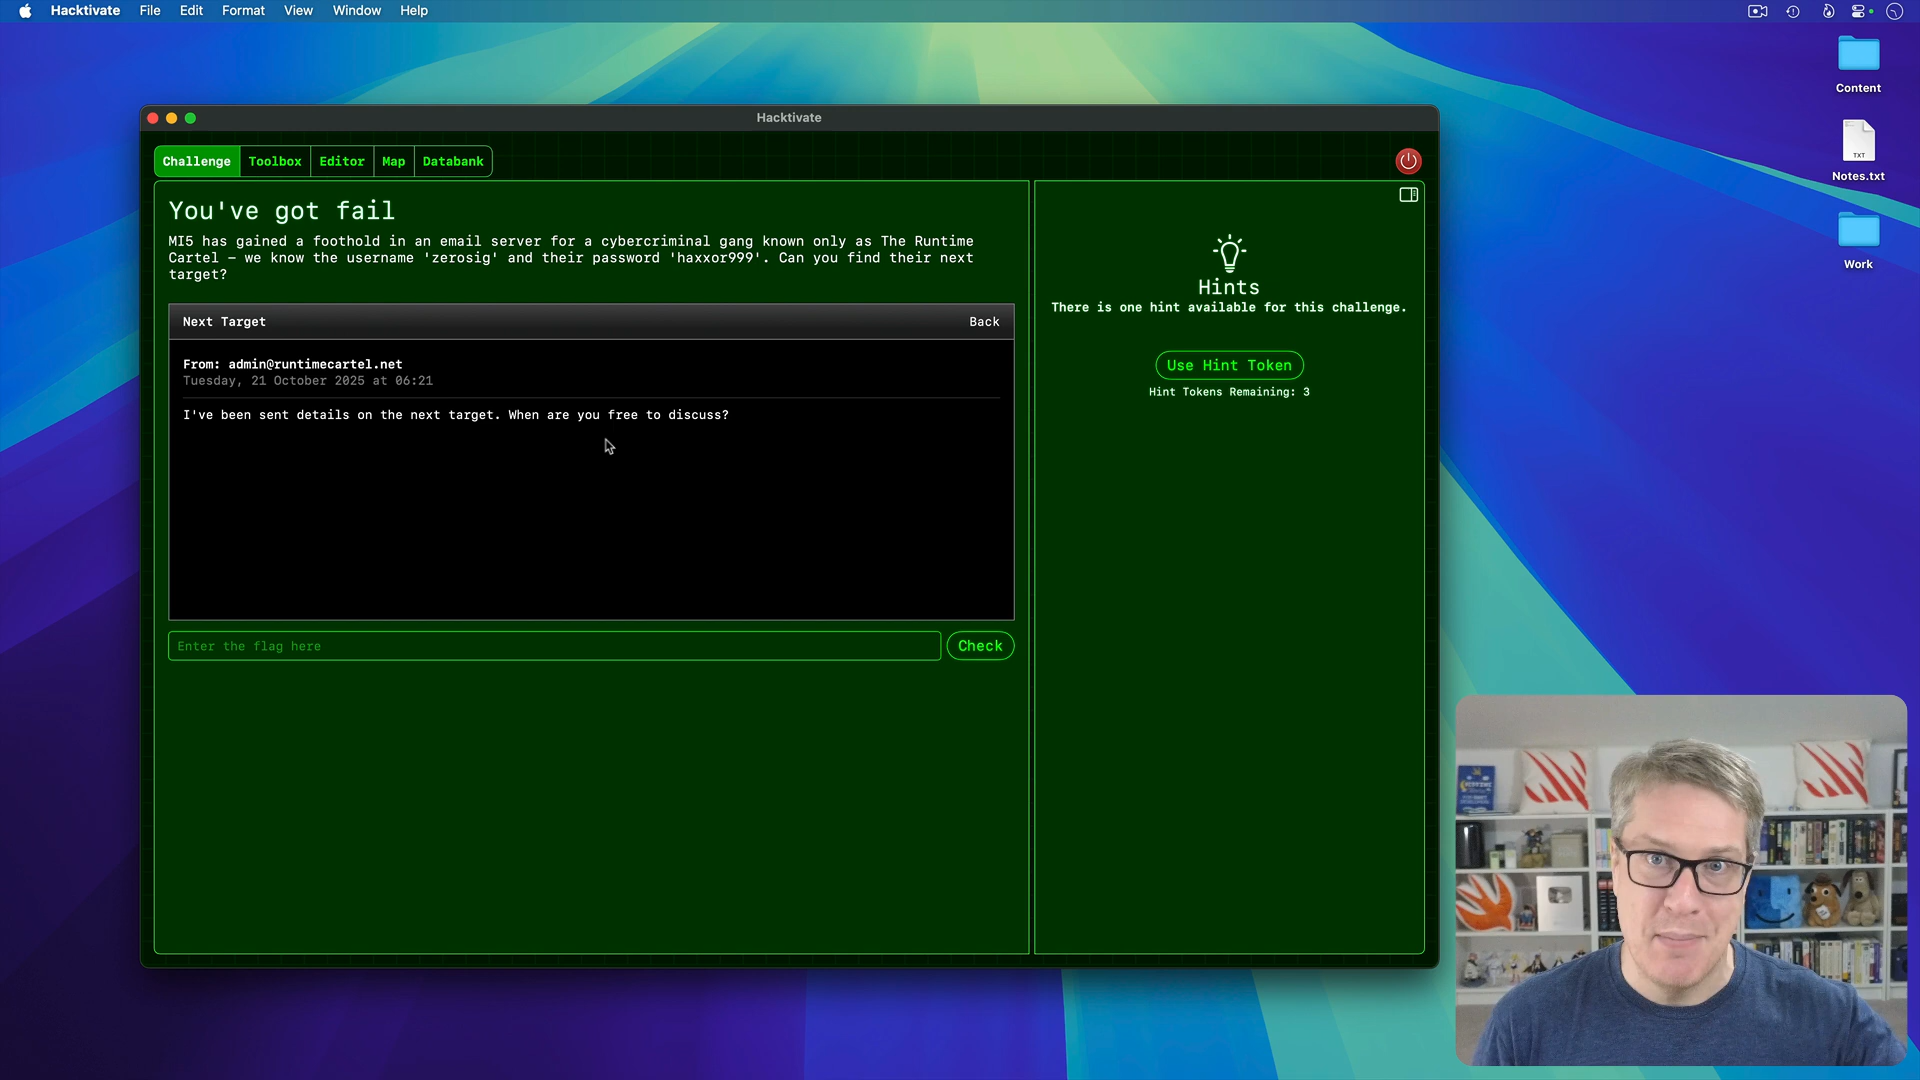 Hacktivate File Edit Format View Window Help
Content
TXT
Notes.txt
Work
Hacktivate
Challenge Toolbox Editor Map Databank
You've got fail
MI5 has gained a foothold in an email server for a cybercriminal gang known only as The Runtime
Cartel – we know the username 'zerosig' and their password 'haxxor999'. Can you find their next
target?
Next Target Back
From: admin@runtimecartel.net
Tuesday, 21 October 2025 at 06:21
I've been sent details on the next target. When are you free to discuss?
Enter the flag here Check
Hints
There is one hint available for this challenge.
Use Hint Token
Hint Tokens Remaining: 3